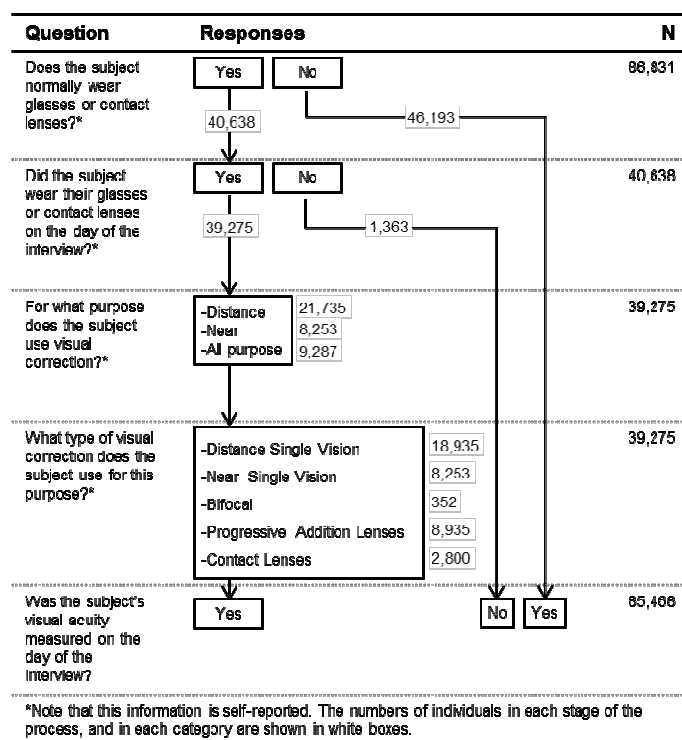 Question Responses N
Does the subject
normally wear
glasses or contact
lenses?*
Yes No
86,831
40,638
46,193
Did the subject
wear their glasses
or contact lenses
on the day of the
interview?*
Yes No
40,638
39,275
1,363
For what purpose
does the subject
use visual
correction?*
-Distance 21,735
-Near 8,253
-All purpose 9,287
39,275
What type of visual
correction does the
subject use for this
purpose?*
-Distance Single Vision 18,935
-Near Single Vision 8,253
-Bifocal 352
-Progressive Addition Lenses 8,935
-Contact Lenses 2,800
39,275
Was the subject's
visual acuity
measured on the
day of the
interview?
Yes No Yes
85,468
*Note that this information is self-reported. The numbers of individuals in each stage of the
process, and in each category are shown in white boxes.